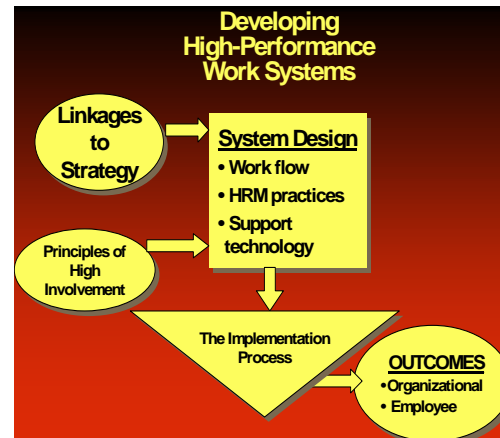 Developing
High-Performance
Work Systems
Linkages
to
Strategy
System Design
• Work flow
• HRM practices
• Support
technology
Principles of
High
Involvement
The Implementation
Process
OUTCOMES
•Organizational
• Employee